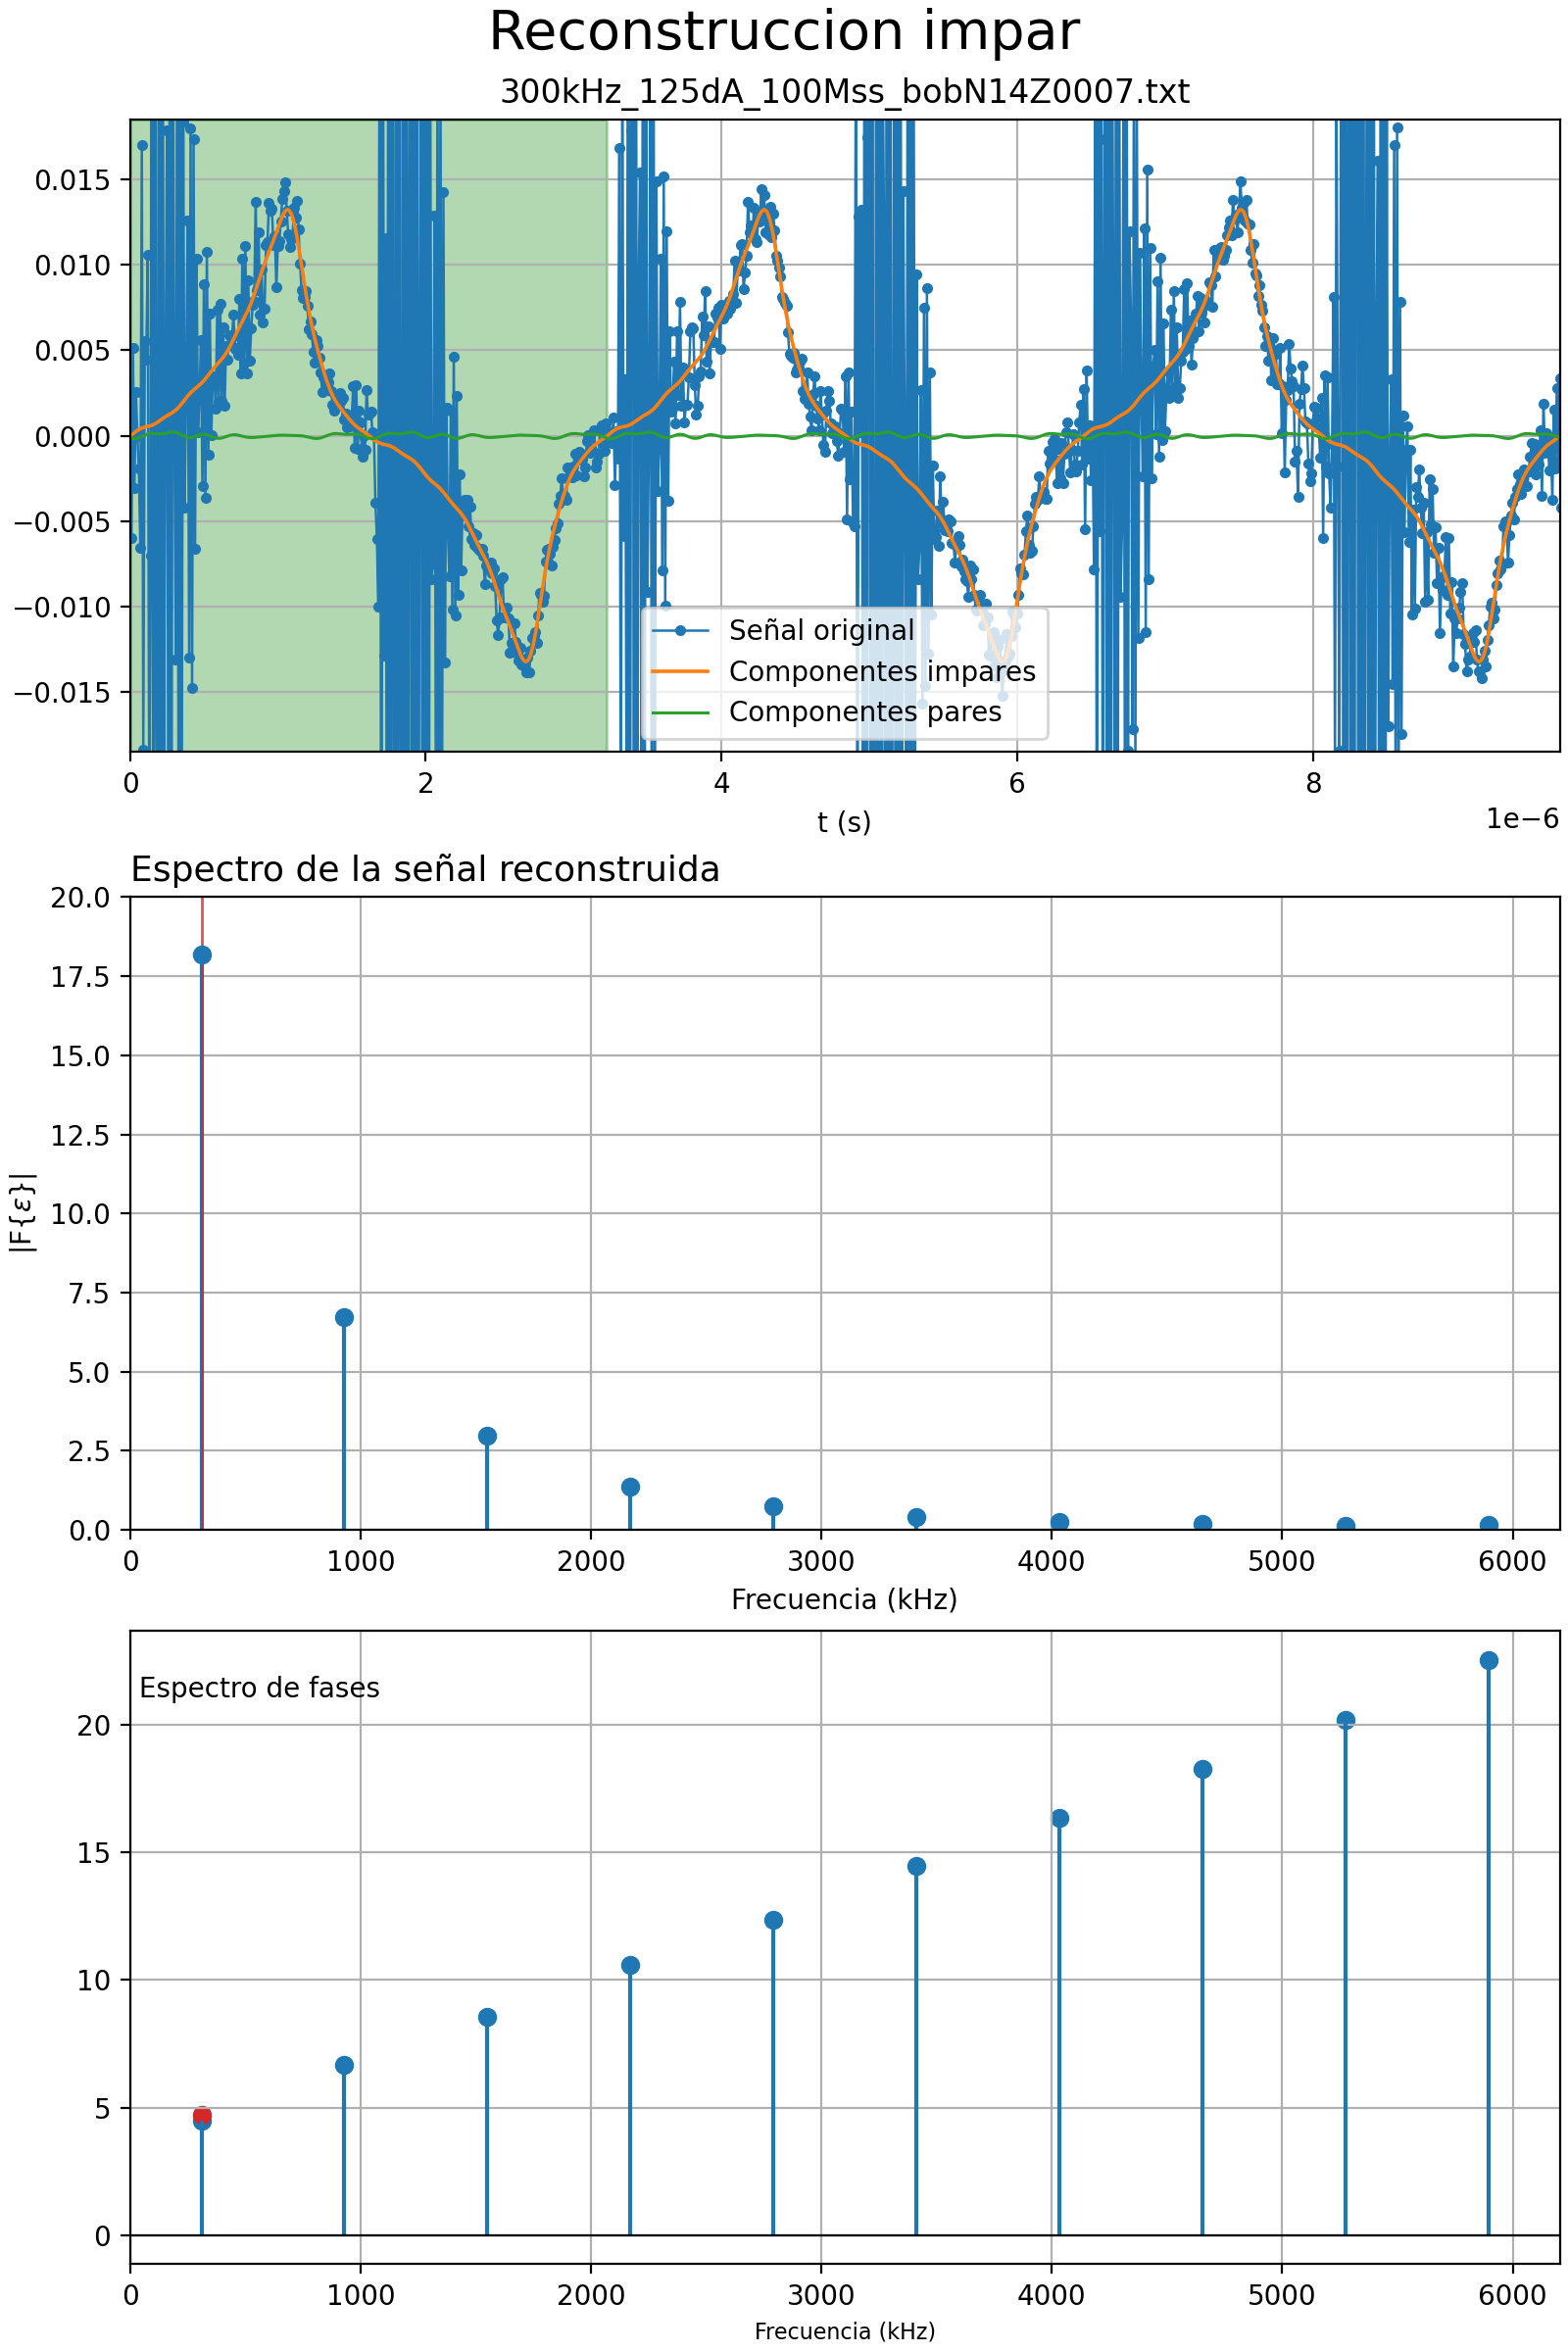 Reconstruccion impar
300kHz_125dA_100Mss_bobN14Z0007.txt
0.015
0.010
0.005
0.000
−0.005
−0.010
−0.015
Señal original
Componentes impares
Componentes pares
0 2 4 6 8
1e−6
t (s)
Espectro de la señal reconstruida
20.0
17.5
15.0
12.5
10.0
7.5
5.0
2.5
0.0
|F{ε}|
0 1000 2000 3000 4000 5000 6000
Frecuencia (kHz)
Espectro de fases
20
15
10
5
0
0 1000 2000 3000 4000 5000 6000
Frecuencia (kHz)